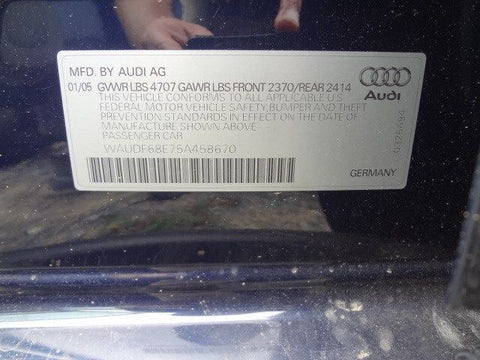 MFD. BY AUDI AG
01/05 GVWR LBS 4707 GAWR LBS FRONT 2370/REAR 2414
THIS VEHICLE CONFORMS TO ALL APPLICABLE U S
FEDERAL MOTOR VEHICLE SAFETY BUMPER AND THEFT
PREVENTION STANDARDS IN EFFECT ON THE DATE OF
MANUFACTURE SHOWN ABOVE
PASSENGER CAR
WAUDF68E75A458670
Audi
GERMANY